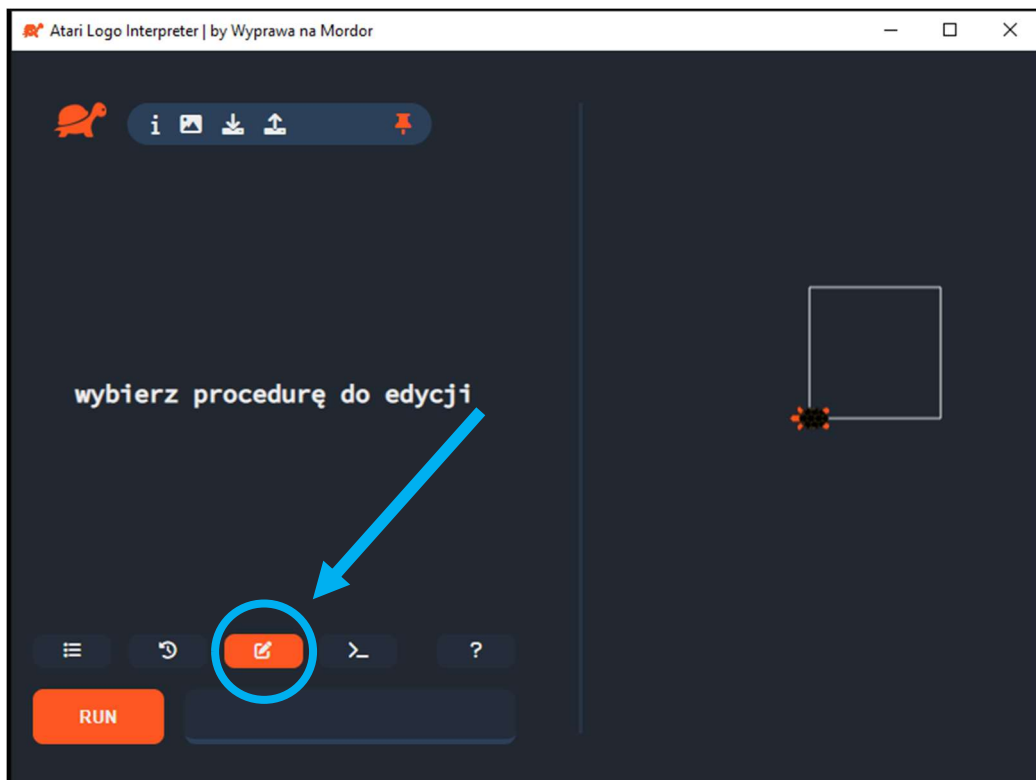 Atari Logo Interpreter | by Wyprawa na Mordor
wybierz procedurę do edycji
RUN